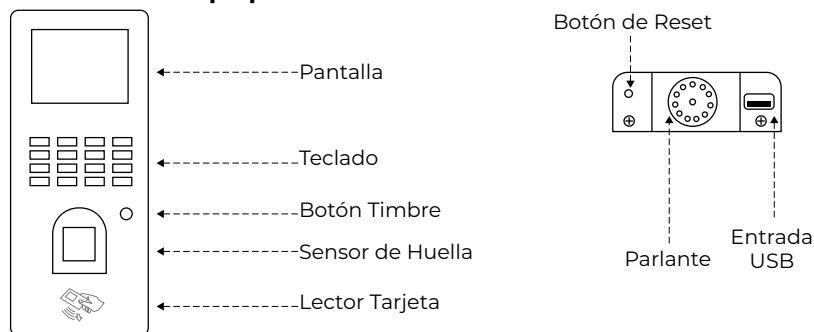 Botón de Reset
Pantalla
Teclado
Botón Timbre
Sensor de Huella
Lector Tarjeta
Parlante
Entrada
USB